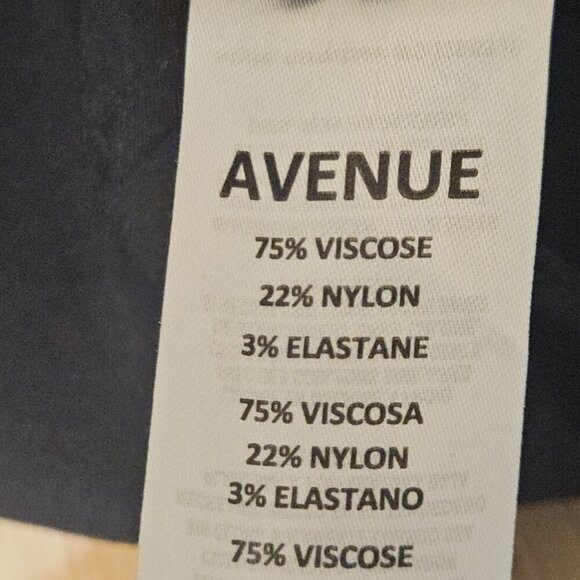 AVENUE
75% VISCOSE
22% NYLON
3% ELASTANE
75% VISCOSA
22% NYLON
3% ELASTANO
75% VISCOSE